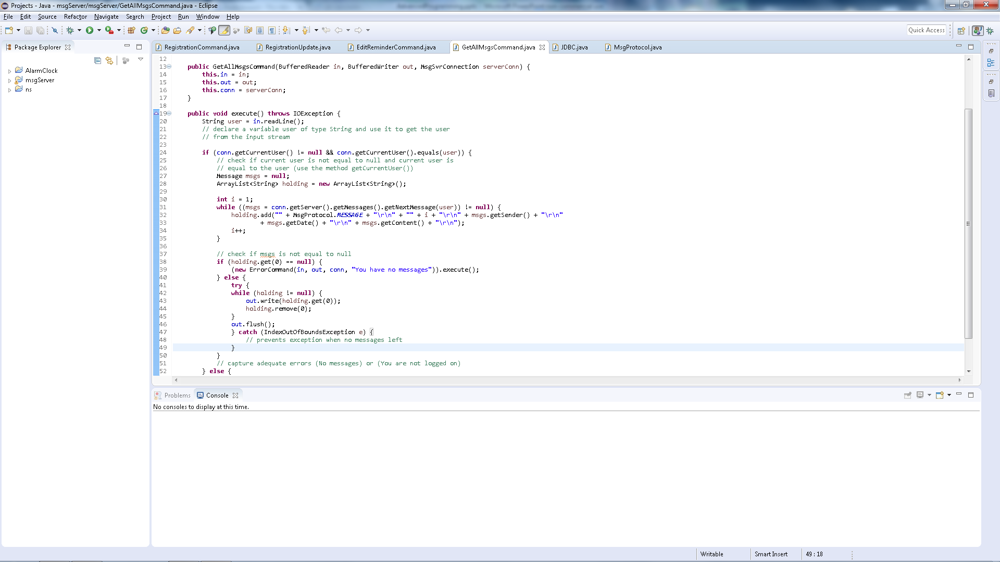 Projects - Java - msgServer/msgServer/GetAllMsgsCommand.java - Eclipse
File Edit Source Refactor Navigate Search Project Run Window Help
Quick Access
Package Explorer
RegistrationCommand.java RegistrationUpdate.java EditReminderCommand.java GetAllMsgsCommand.java JDBC.java MsgProtocol.java
AlarmClock
msgServer
ns
12
13 public GetAllMsgsCommand(BufferedReader in, BufferedWriter out, MsgSvrConnection serverConn) {
14 this.in = in;
15 this.out = out;
16 this.conn = serverConn;
17 }
18
19 public void execute() throws IOException {
20 String user = in.readLine();
21 // declare a variable user of type String and use it to get the user
22 // from the input stream
23
24 if (conn.getCurrentUser() != null && conn.getCurrentUser().equals(user)) {
25 // check if current user is not equal to null and current user is
26 // equal to the user (use the method getCurrentUser())
27 Message msgs = null;
28 ArrayList<String> holding = new ArrayList<String>();
29
30 int i = 1;
31 while ((msgs = conn.getServer().getMessages().getNextMessage(user)) != null) {
32 holding.add("" + MsgProtocol.MESSAGE + "\r\n" + "" + i + "\r\n" + msgs.getSender() + "\r\n"
33 + msgs.getDate() + "\r\n" + msgs.getContent() + "\r\n");
34 i++;
35 }
36
37 // check if msgs is not equal to null
38 if (holding.get(0) == null) {
39 (new ErrorCommand(in, out, conn, "You have no messages")).execute();
40 } else {
41 try {
42 while (holding != null) {
43 out.write(holding.get(0));
44 holding.remove(0);
45 }
46 out.flush();
47 } catch (IndexOutOfBoundsException e) {
48 // prevents exception when no messages left
49 }
50 }
51 // capture adequate errors (No messages) or (You are not logged on)
52 } else {
Problems Console
No consoles to display at this time.
Writable Smart Insert 49 : 18